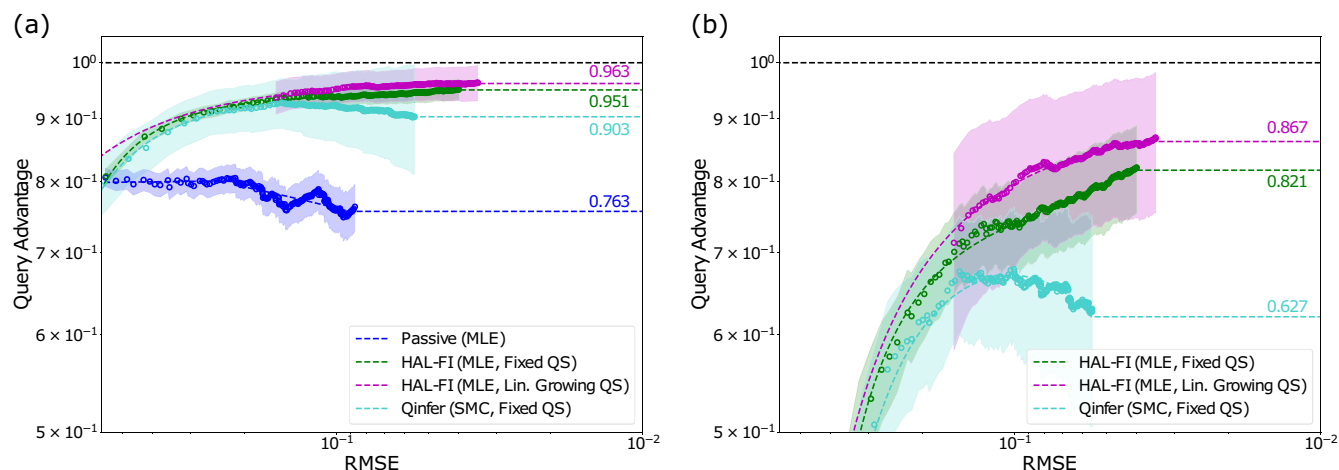 (a)
Query Advantage
10⁰
9 × 10⁻¹
8 × 10⁻¹
7 × 10⁻¹
6 × 10⁻¹
5 × 10⁻¹
0.963
0.951
0.903
0.763
Passive (MLE)
HAL-FI (MLE, Fixed QS)
HAL-FI (MLE, Lin. Growing QS)
Qinfer (SMC, Fixed QS)
10⁻¹
10⁻²
RMSE
(b)
Query Advantage
10⁰
9 × 10⁻¹
8 × 10⁻¹
7 × 10⁻¹
6 × 10⁻¹
5 × 10⁻¹
0.867
0.821
0.627
HAL-FI (MLE, Fixed QS)
HAL-FI (MLE, Lin. Growing QS)
Qinfer (SMC, Fixed QS)
10⁻¹
10⁻²
RMSE